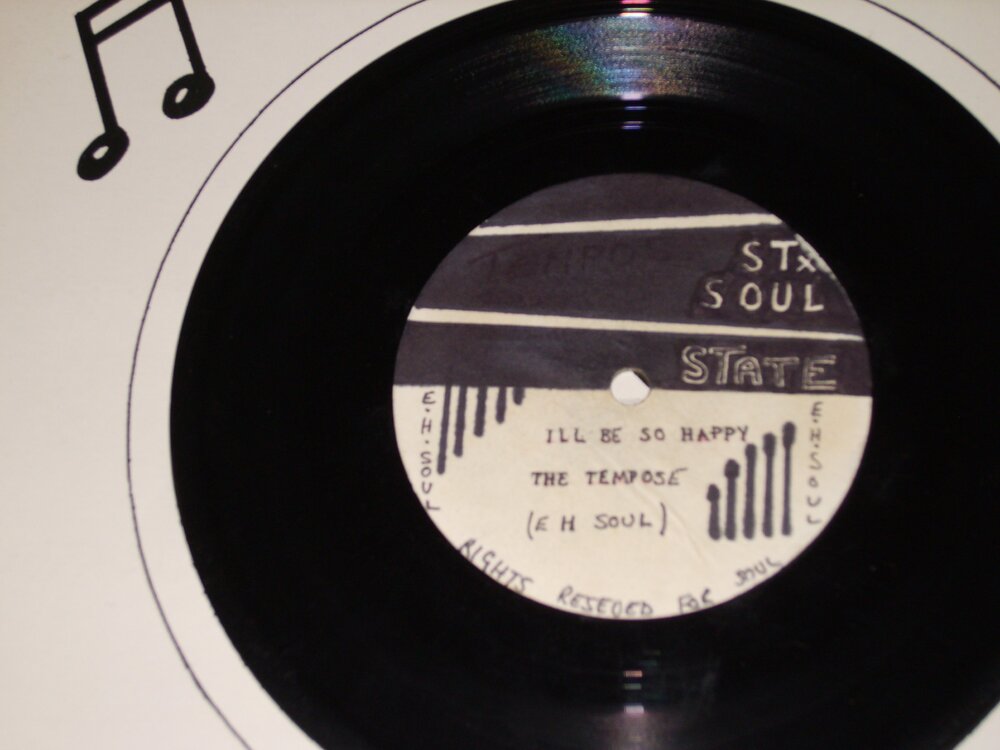 STx
SOUL
STATE
E.H.SOUL
E.H.SOUL
ILL BE SO HAPPY
THE TEMPOSE
(E H SOUL)
RIGHTS RESEVED FOR SOUL